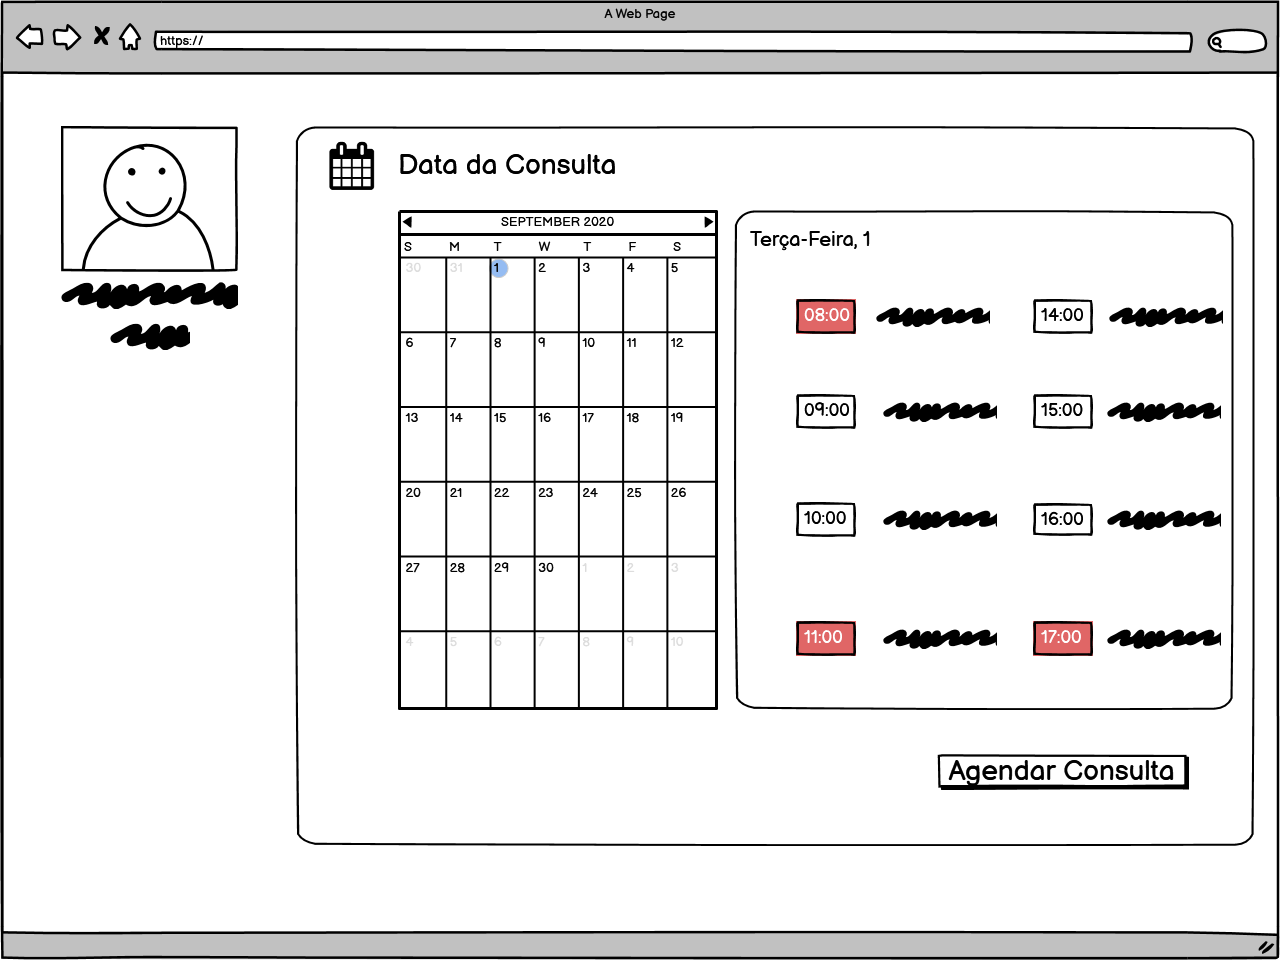 A Web Page
https://
Data da Consulta
SEPTEMBER 2020
S M T W T F S
30 31 1 2 3 4 5
6 7 8 9 10 11 12
13 14 15 16 17 18 19
20 21 22 23 24 25 26
27 28 29 30 1 2 3
4 5 6 7 8 9 10
Terça-Feira, 1
08:00 14:00
09:00 15:00
10:00 16:00
11:00 17:00
Agendar Consulta